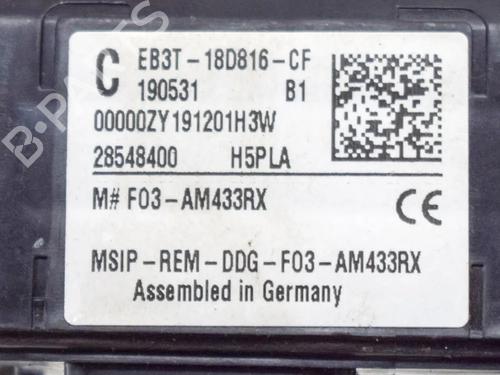 C EB3T-18D816-CF
190531 B1
00000ZY191201H3W
28548400 H5PLA
M# F03-AM433RX
CE
MSIP-REM-DDG-F03-AM433RX
Assembled in Germany
B-PARTS